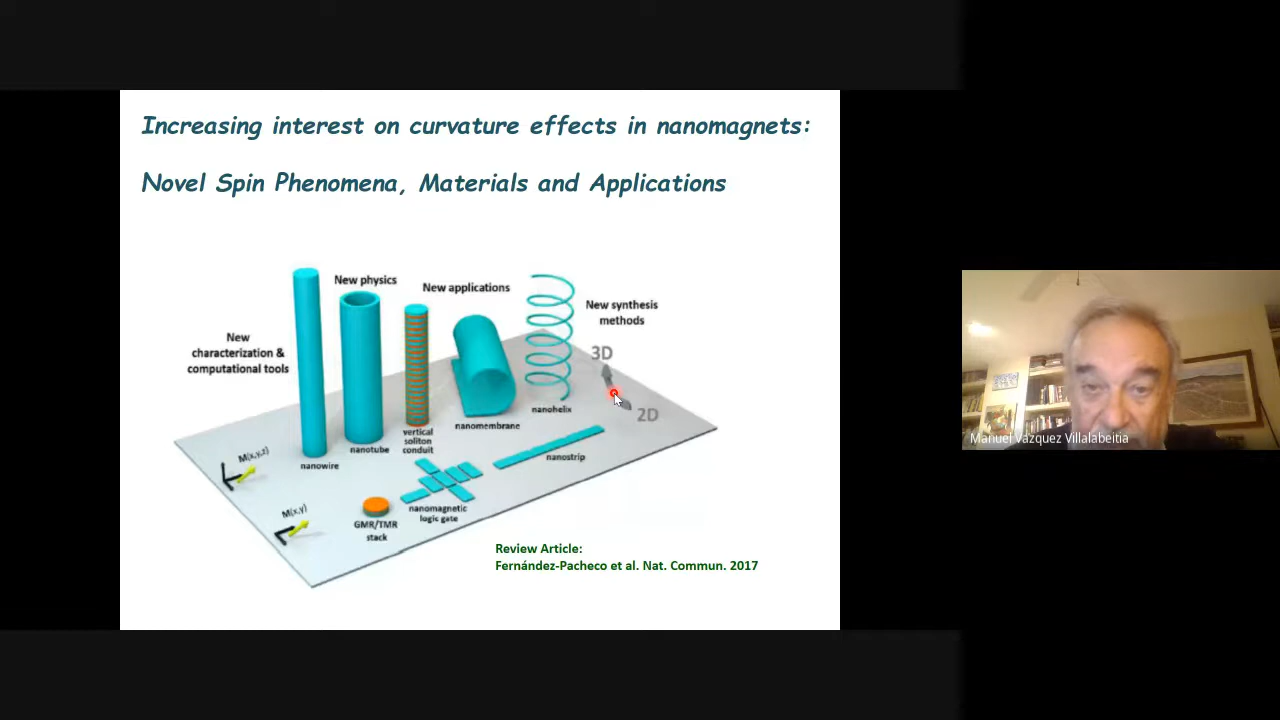 Increasing interest on curvature effects in nanomagnets:
Novel Spin Phenomena, Materials and Applications
New physics
New applications
New synthesis
methods
New
characterization &
computational tools
3D
2D
nanohelix
nanomembrane
vertical
soliton
conduit
nanotube
nanowire
nanostrip
M(x,y,z)
M(x,y)
nanomagnetic
logic gate
GMR/TMR
stack
Review Article:
Fernández-Pacheco et al. Nat. Commun. 2017
Manuel Vázquez Villalabeitia